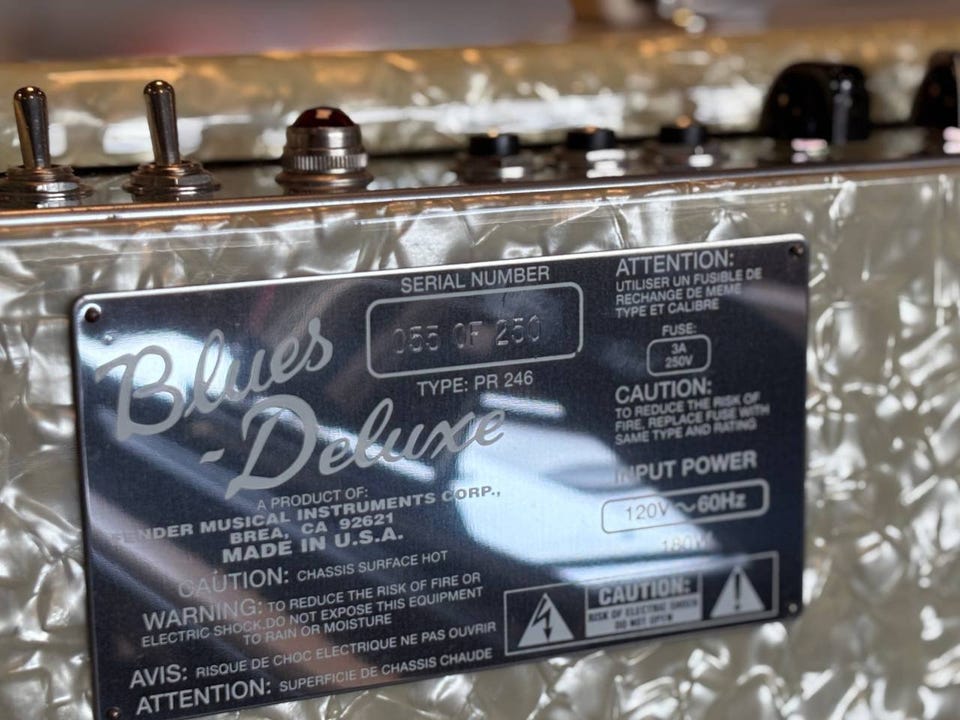 SERIAL NUMBER
055 OF 250
TYPE: PR 246
Blues
Deluxe
A PRODUCT OF:
FENDER MUSICAL INSTRUMENTS CORP.,
BREA, CA 92621
MADE IN U.S.A.
CAUTION: CHASSIS SURFACE HOT
WARNING: TO REDUCE THE RISK OF FIRE OR
ELECTRIC SHOCK.DO NOT EXPOSE THIS EQUIPMENT
TO RAIN OR MOISTURE
AVIS: RISQUE DE CHOC ELECTRIQUE NE PAS OUVRIR
ATTENTION: SUPERFICIE DE CHASSIS CHAUDE
ATTENTION:
UTILISER UN FUSIBLE DE
RECHANGE DE MEME
TYPE ET CALIBRE
FUSE:
3A
250V
CAUTION:
TO REDUCE THE RISK OF
FIRE, REPLACE FUSE WITH
SAME TYPE AND RATING
INPUT POWER
120V ~ 60Hz
180W
CAUTION:
RISK OF ELECTRIC SHOCK
DO NOT OPEN